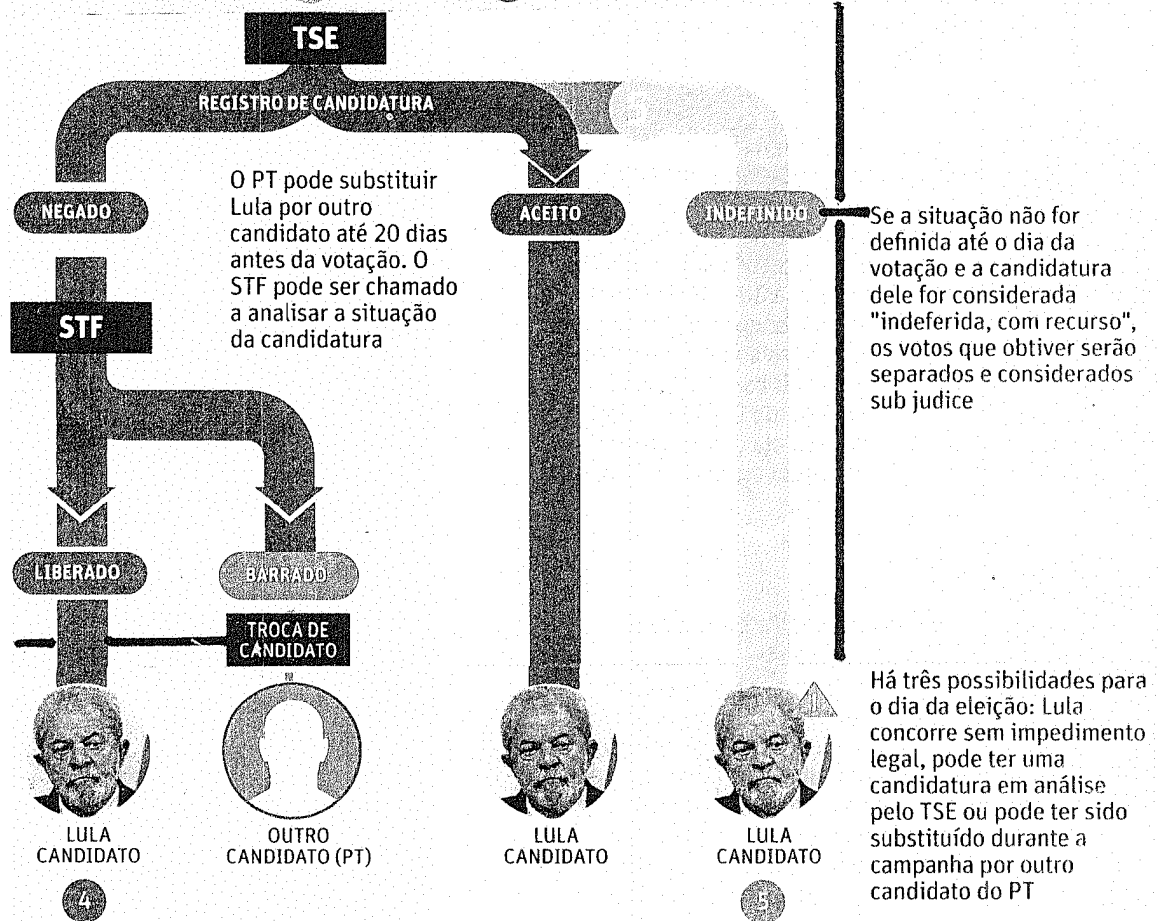 TSE
REGISTRO DE CANDIDATURA
NEGADO
O PT pode substituir
Lula por outro
candidato até 20 dias
antes da votação. O
STF pode ser chamado
a analisar a situação
da candidatura
ACEITO
INDEFINIDO
Se a situação não for
definida até o dia da
votação e a candidatura
dele for considerada
"indeferida, com recurso",
os votos que obtiver serão
separados e considerados
sub judice
STF
LIBERADO
BARRADO
TROCA DE
CANDIDATO
LULA
CANDIDATO
OUTRO
CANDIDATO (PT)
LULA
CANDIDATO
LULA
CANDIDATO
Há três possibilidades para
o dia da eleição: Lula
concorre sem impedimento
legal, pode ter uma
candidatura em análise
pelo TSE ou pode ter sido
substituído durante a
campanha por outro
candidato do PT
4
5